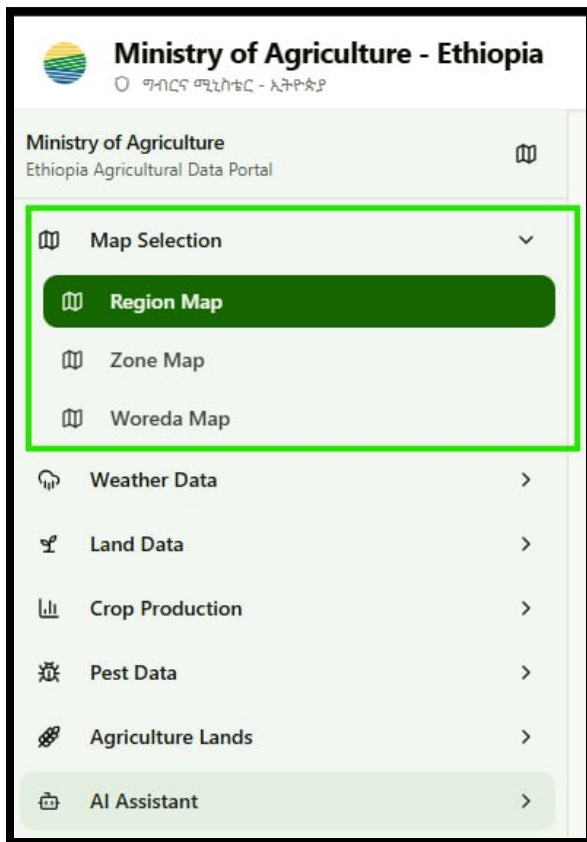 Ministry of Agriculture - Ethiopia
ግብርና ሚኒስቴር - ኢትዮጵያ
Ministry of Agriculture
Ethiopia Agricultural Data Portal
Map Selection
Region Map
Zone Map
Woreda Map
Weather Data
Land Data
Crop Production
Pest Data
Agriculture Lands
AI Assistant